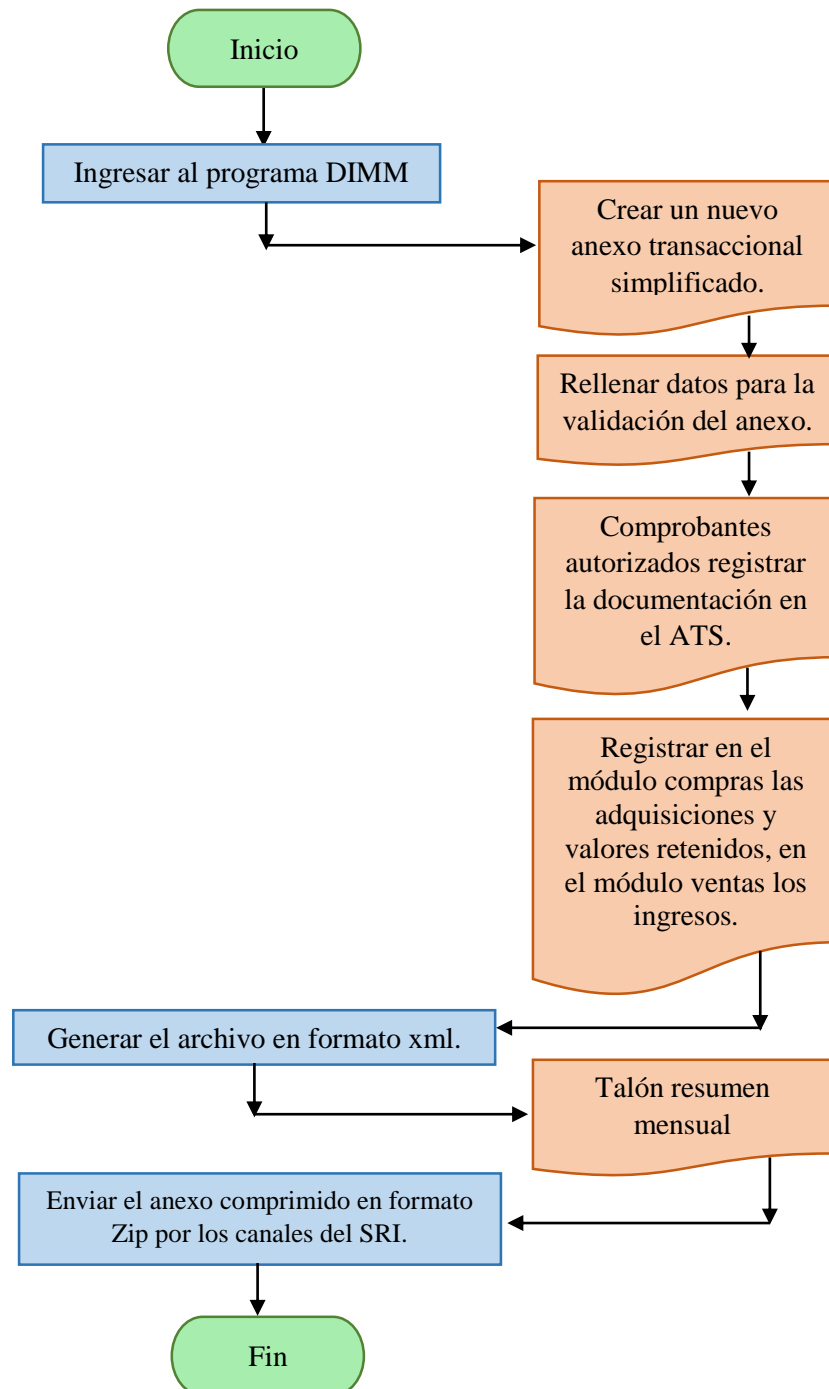 Inicio
Ingresar al programa DIMM
Crear un nuevo
anexo transaccional
simplificado.
Rellenar datos para la
validación del anexo.
Comprobantes
autorizados registrar
la documentación en
el ATS.
Registrar en el
módulo compras las
adquisiciones y
valores retenidos, en
el módulo ventas los
ingresos.
Generar el archivo en formato xml.
Talón resumen
mensual
Enviar el anexo comprimido en formato
Zip por los canales del SRI.
Fin